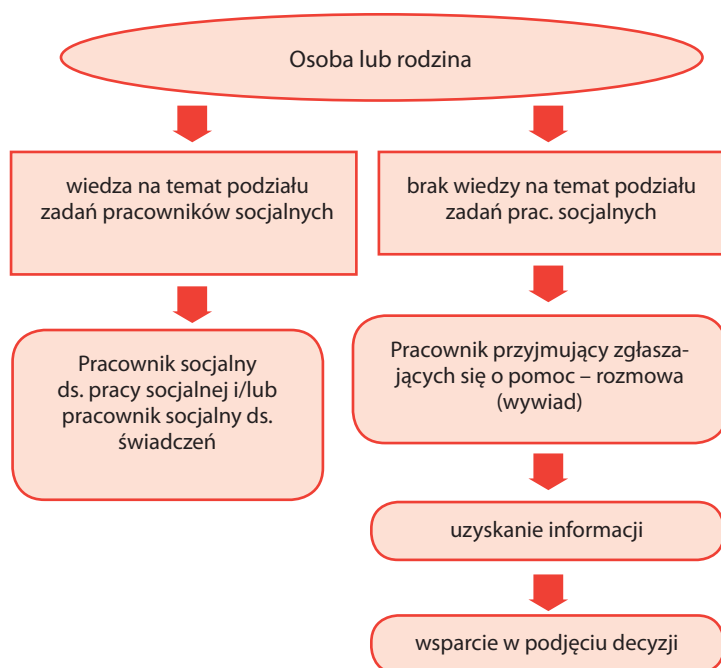 Osoba lub rodzina
wiedza na temat podziału
zadań pracowników socjalnych
brak wiedzy na temat podziału
zadań prac. socjalnych
Pracownik socjalny
ds. pracy socjalnej i/lub
pracownik socjalny ds.
świadczeń
Pracownik przyjmujący zgłasza-
jących się o pomoc – rozmowa
(wywiad)
uzyskanie informacji
wsparcie w podjęciu decyzji